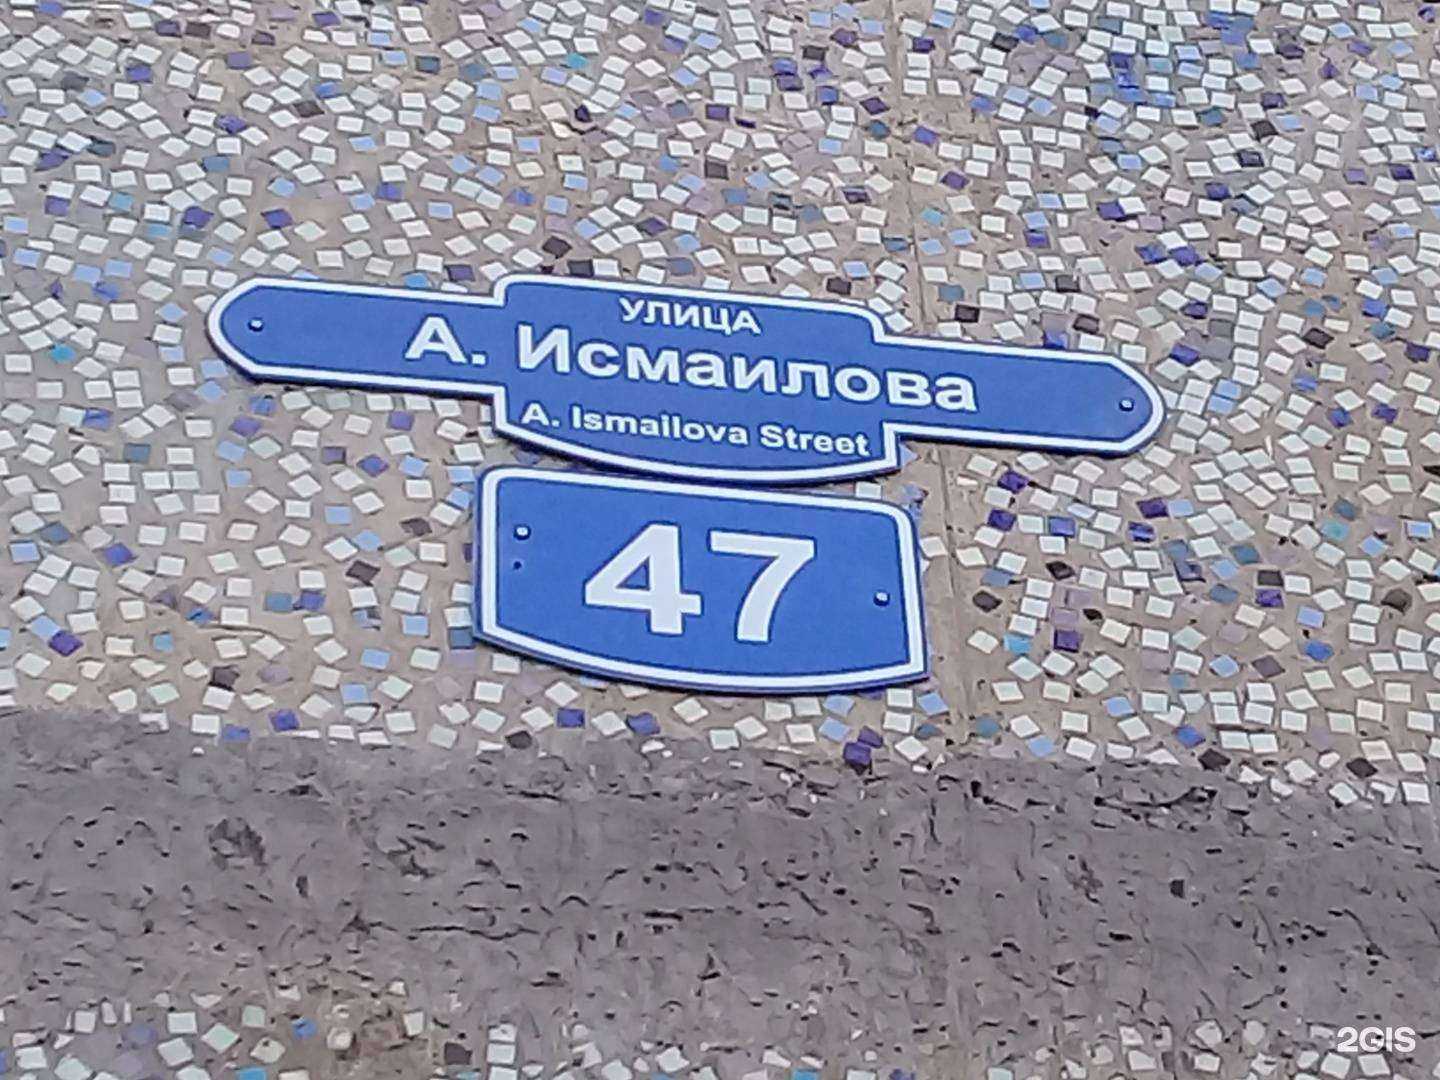 УЛИЦА
А. Исмаилова
A. Ismailova Street
47
2GIS